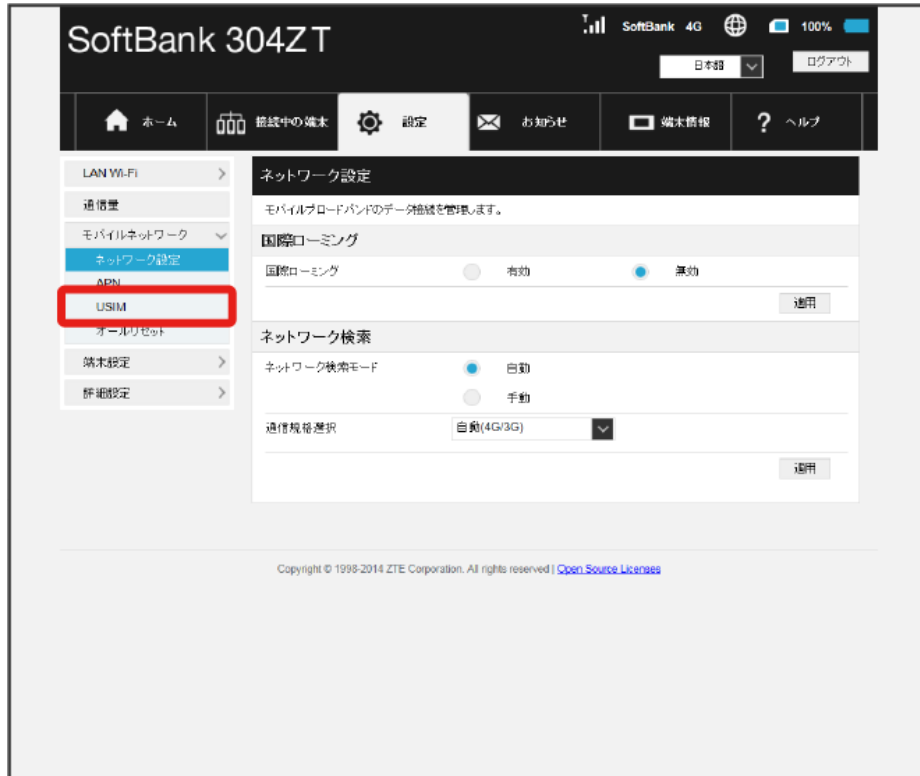 SoftBank 304ZT
SoftBank 4G 100%
日本語 ログアウト
ホーム 接続中の端末 設定 お知らせ 端末情報 ? ヘルプ
LAN Wi-Fi
通信量
モバイルネットワーク
ネットワーク設定
APN
USIM
オールリセット
端末設定
詳細設定
ネットワーク設定
モバイルブロードバンドのデータ接続を管理します。
国際ローミング
国際ローミング 有効 無効
適用
ネットワーク検索
ネットワーク検索モード 自動
手動
通信規格選択 自動(4G/3G)
適用
Copyright © 1998-2014 ZTE Corporation. All rights reserved | Open Source Licenses